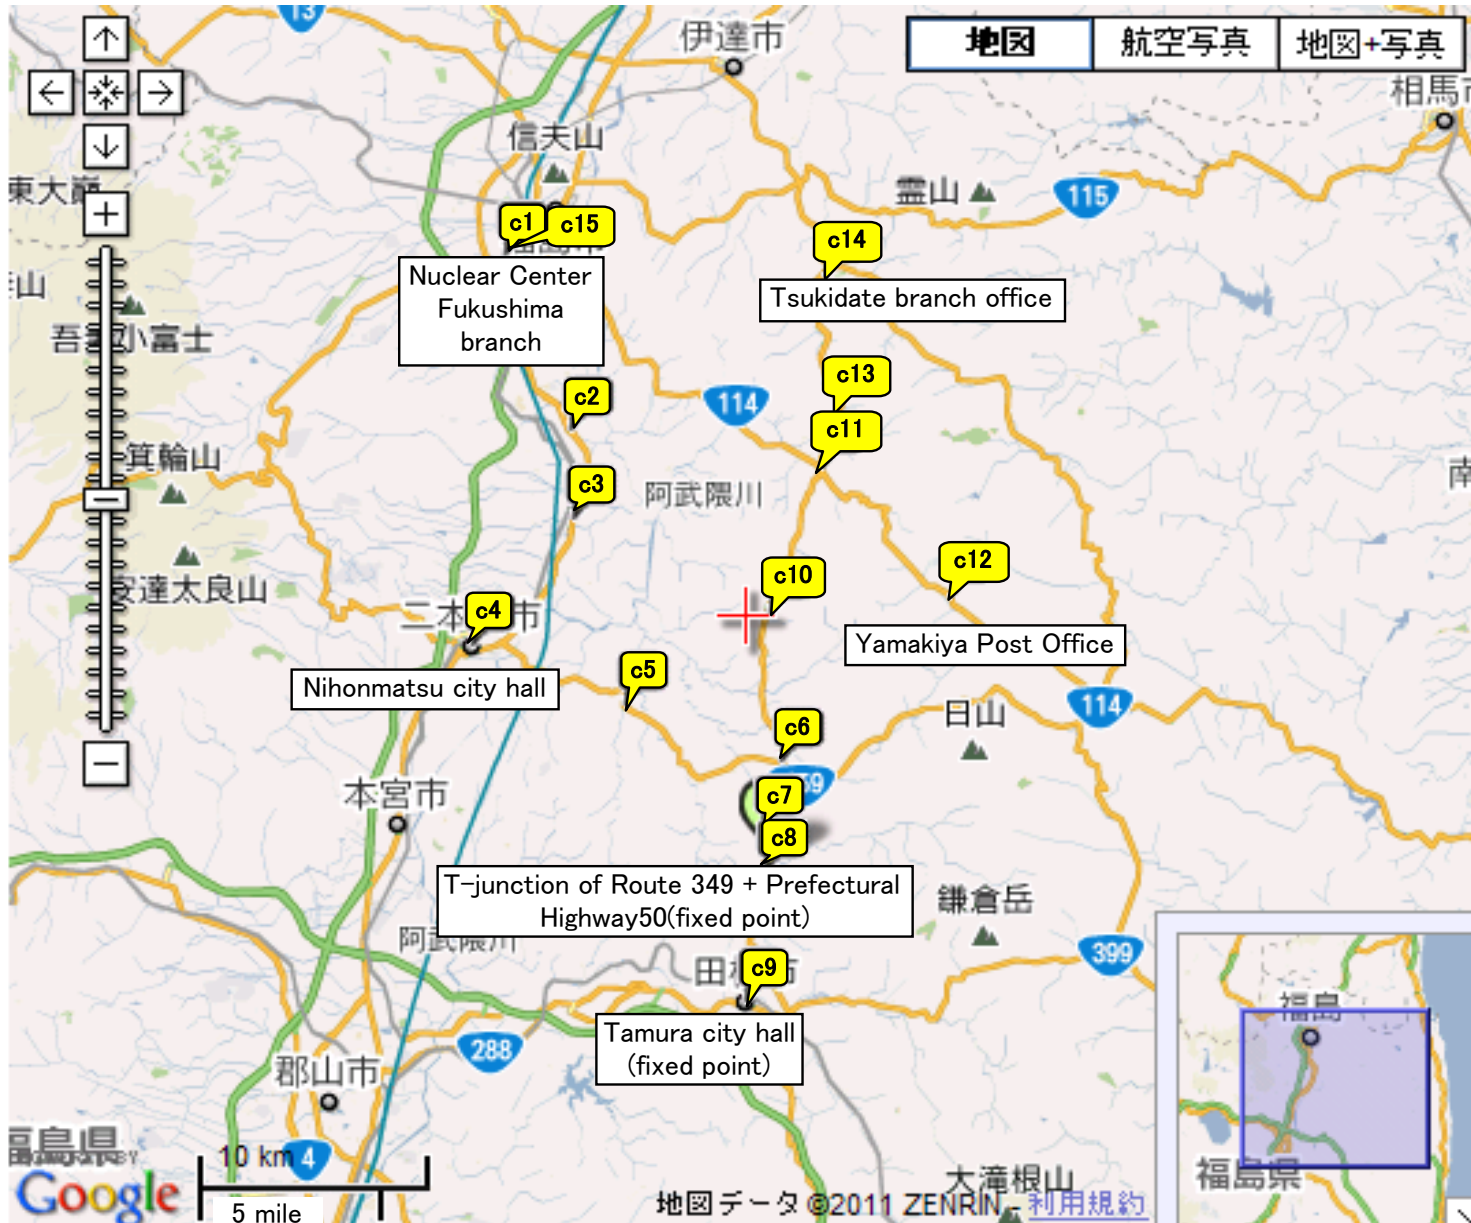 13
伊達市
地図
航空写真
地図+写真
相馬市
信夫山
東大巓
霊山
115
c1
c15
c14
Nuclear Center
Fukushima
branch
Tsukidate branch office
吾妻小富士
c13
c2
114
c11
箕輪山
c3
阿武隈川
南
c12
c10
安達太良山
c4
Yamakiya Post Office
c5
Nihonmatsu city hall
114
日山
c6
本宮市
c7
c8
T-junction of Route 349 + Prefectural
Highway50(fixed point)
鎌倉岳
阿武隈川
399
c9
Tamura city hall
(fixed point)
288
福島
郡山市
福島県
10 km
4
Google
5 mile
大滝根山
福島県
地図データ ©2011 ZENRIN - 利用規約